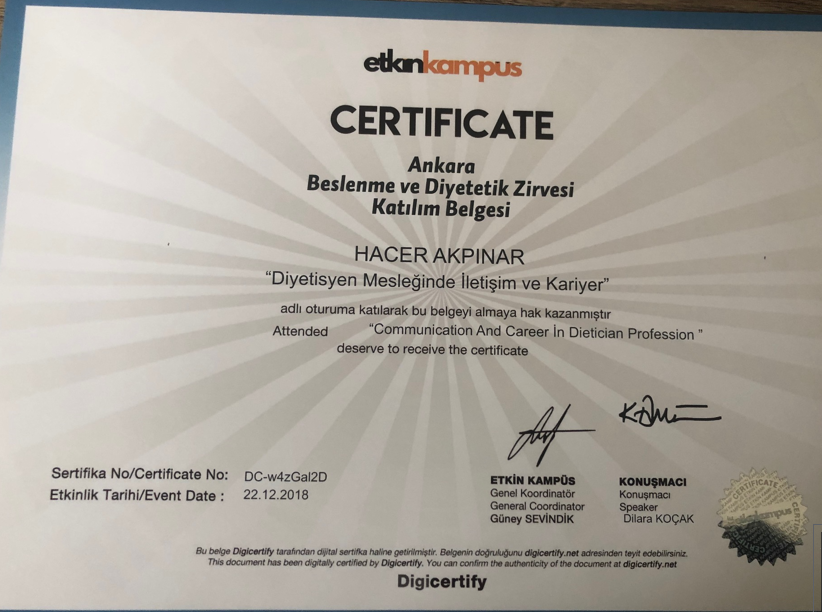 etkinkampus
CERTIFICATE
Ankara
Beslenme ve Diyetetik Zirvesi
Katılım Belgesi
HACER AKPINAR
“Diyetisyen Mesleğinde İletişim ve Kariyer”
adlı oturuma katılarak bu belgeyi almaya hak kazanmıştır
Attended “Communication And Career İn Dietician Profession ”
deserve to receive the certificate
Sertifika No/Certificate No: DC-w4zGal2D
Etkinlik Tarihi/Event Date : 22.12.2018
ETKİN KAMPÜS
Genel Koordinatör
General Coordinator
Güney SEVİNDİK
KONUŞMACI
Konuşmacı
Speaker
Dilara KOÇAK
CERTIFICATE
etkinkampus
Bu belge Digicertify tarafından dijital sertifka haline getirilmiştir. Belgenin doğruluğunu digicertify.net adresinden teyit edebilirsiniz.
This document has been digitally certified by Digicertify. You can confirm the authenticity of the document at digicertify.net
Digicertify